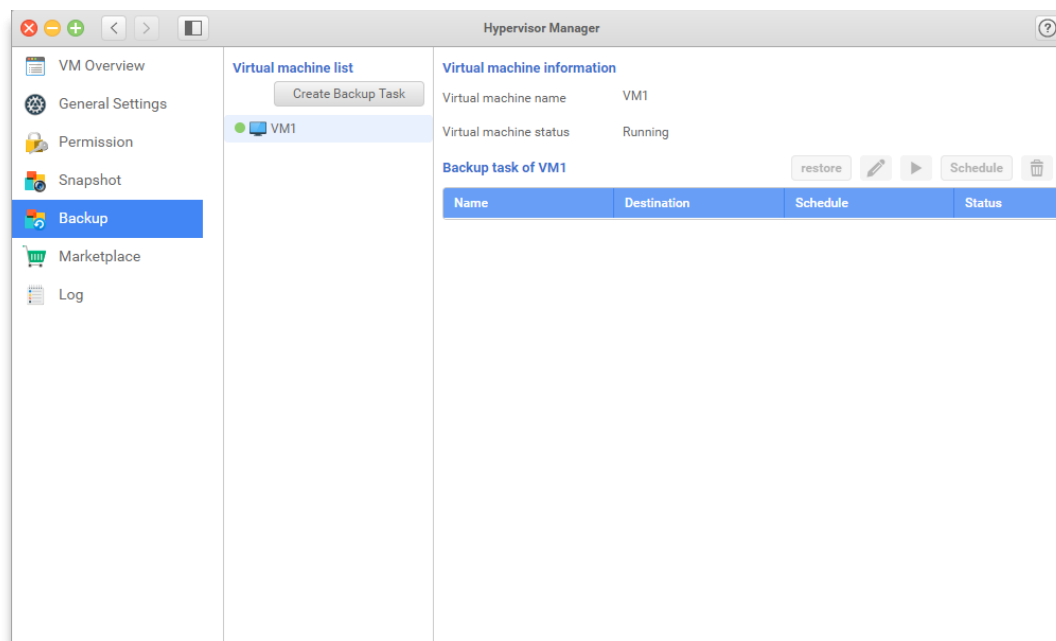 Hypervisor Manager
VM Overview
General Settings
Permission
Snapshot
Backup
Marketplace
Log
Virtual machine list
Create Backup Task
VM1
Virtual machine information
Virtual machine name VM1
Virtual machine status Running
Backup task of VM1 restore Schedule
Name Destination Schedule Status